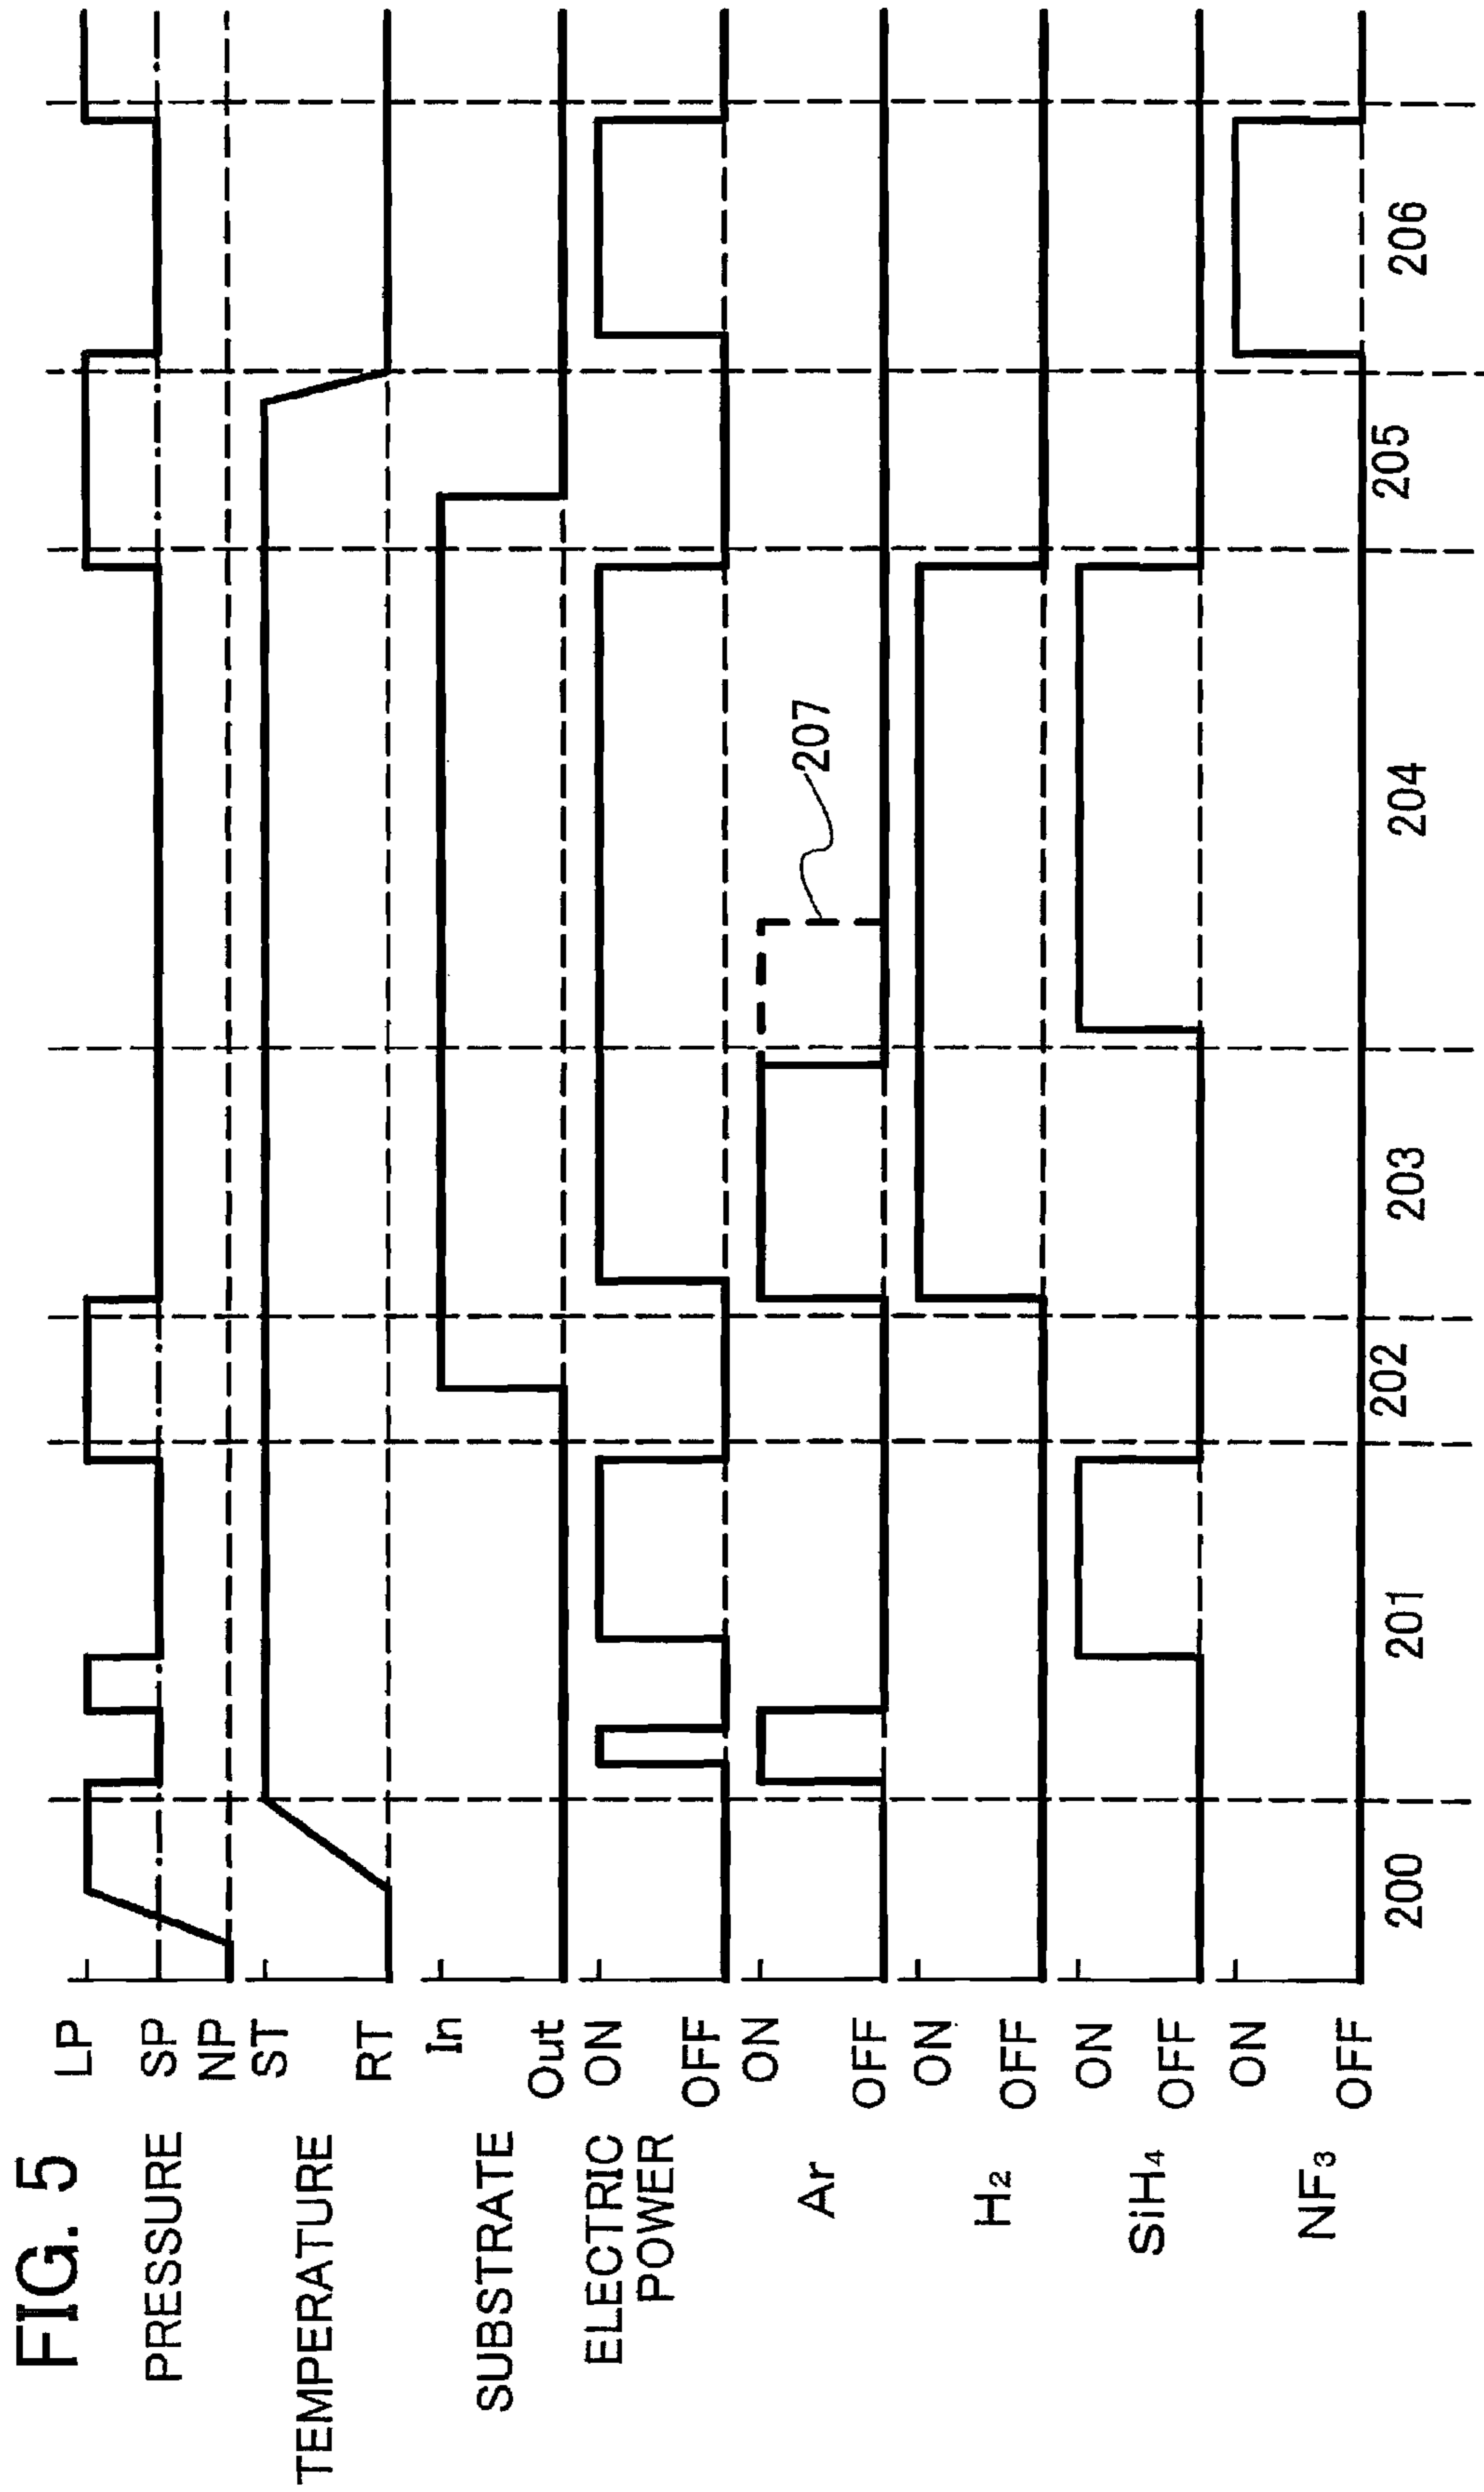 FIG. 5
PRESSURE
LP
SP
NP
TEMPERATURE
ST
RT
SUBSTRATE
In
Out
ELECTRIC
POWER
ON
OFF
Ar
ON
OFF
H₂
ON
OFF
SiH₄
ON
OFF
NF₃
ON
OFF
207
200
201
202
203
204
205
206